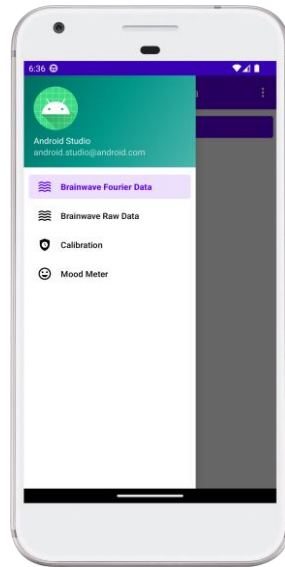 6:36
Android Studio
android.studio@android.com
Brainwave Fourier Data
Brainwave Raw Data
Calibration
Mood Meter